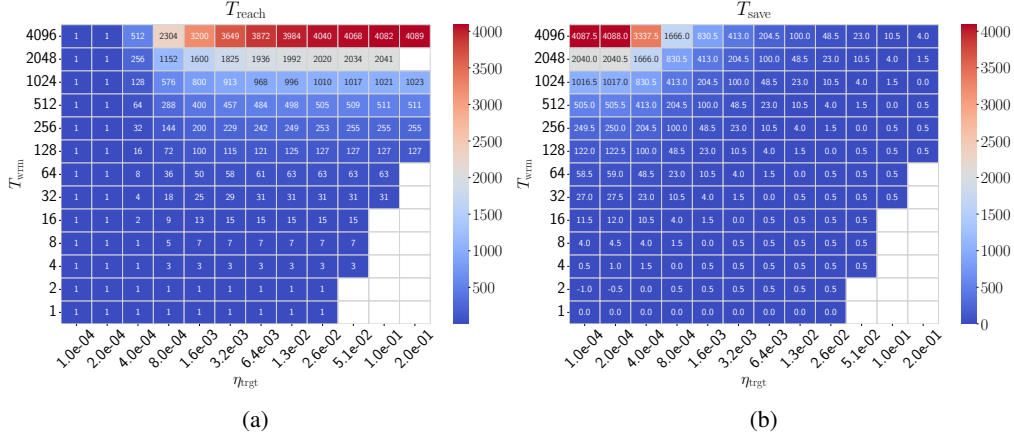 T_reach
T_save
4096 1 1 512 2304 3200 3649 3872 3984 4040 4068 4082 4089
2048 1 1 256 1152 1600 1825 1936 1992 2020 2034 2041
1024 1 1 128 576 800 913 968 996 1010 1017 1021 1023
512 1 1 64 288 400 457 484 498 505 509 511 511
256 1 1 32 144 200 229 242 249 253 255 255 255
128 1 1 16 72 100 115 121 125 127 127 127 127
64 1 1 8 36 50 58 61 63 63 63 63
32 1 1 4 18 25 29 31 31 31 31 31
16 1 1 2 9 13 15 15 15 15 15
8 1 1 1 5 7 7 7 7 7 7
4 1 1 1 1 3 3 3 3 3 3
2 1 1 1 1 1 1 1 1 1
1 1 1 1 1 1 1 1 1 1
T_wrm
1.0e-04 2.0e-04 4.0e-04 8.0e-04 1.6e-03 3.2e-03 6.4e-03 1.3e-02 2.6e-02 5.1e-02 1.0e-01 2.0e-01
η_trgt
4000
3500
3000
2500
2000
1500
1000
500
(a)
4096 4087.5 4088.0 3337.5 1666.0 830.5 413.0 204.5 100.0 48.5 23.0 10.5 4.0
2048 2040.0 2040.5 1666.0 830.5 413.0 204.5 100.0 48.5 23.0 10.5 4.0 1.5
1024 1016.5 1017.0 830.5 413.0 204.5 100.0 48.5 23.0 10.5 4.0 1.5 0.0
512 505.0 505.5 413.0 204.5 100.0 48.5 23.0 10.5 4.0 1.5 0.0 0.5
256 249.5 250.0 204.5 100.0 48.5 23.0 10.5 4.0 1.5 0.0 0.5 0.5
128 122.5 122.5 100.0 48.5 23.0 10.5 4.0 1.5 0.0 0.5 0.5 0.5
64 58.5 59.0 48.5 23.0 10.5 4.0 1.5 0.0 0.5 0.5 0.5
32 27.0 27.5 23.0 10.5 4.0 1.5 0.0 0.5 0.5 0.5 0.5
16 11.5 12.0 10.5 4.0 1.5 0.0 0.5 0.5 0.5 0.5
8 4.0 4.5 4.0 1.5 0.0 0.5 0.5 0.5 0.5 0.5
4 0.5 1.0 1.5 0.0 0.5 0.5 0.5 0.5 0.5 0.5
2 -1.0 -0.5 0.0 0.5 0.5 0.5 0.5 0.5 0.5
1 0.0 0.0 0.0 0.0 0.0 0.0 0.0 0.0 0.0
T_wrm
1.0e-04 2.0e-04 4.0e-04 8.0e-04 1.6e-03 3.2e-03 6.4e-03 1.3e-02 2.6e-02 5.1e-02 1.0e-01 2.0e-01
η_trgt
4000
3500
3000
2500
2000
1500
1000
500
0
(b)